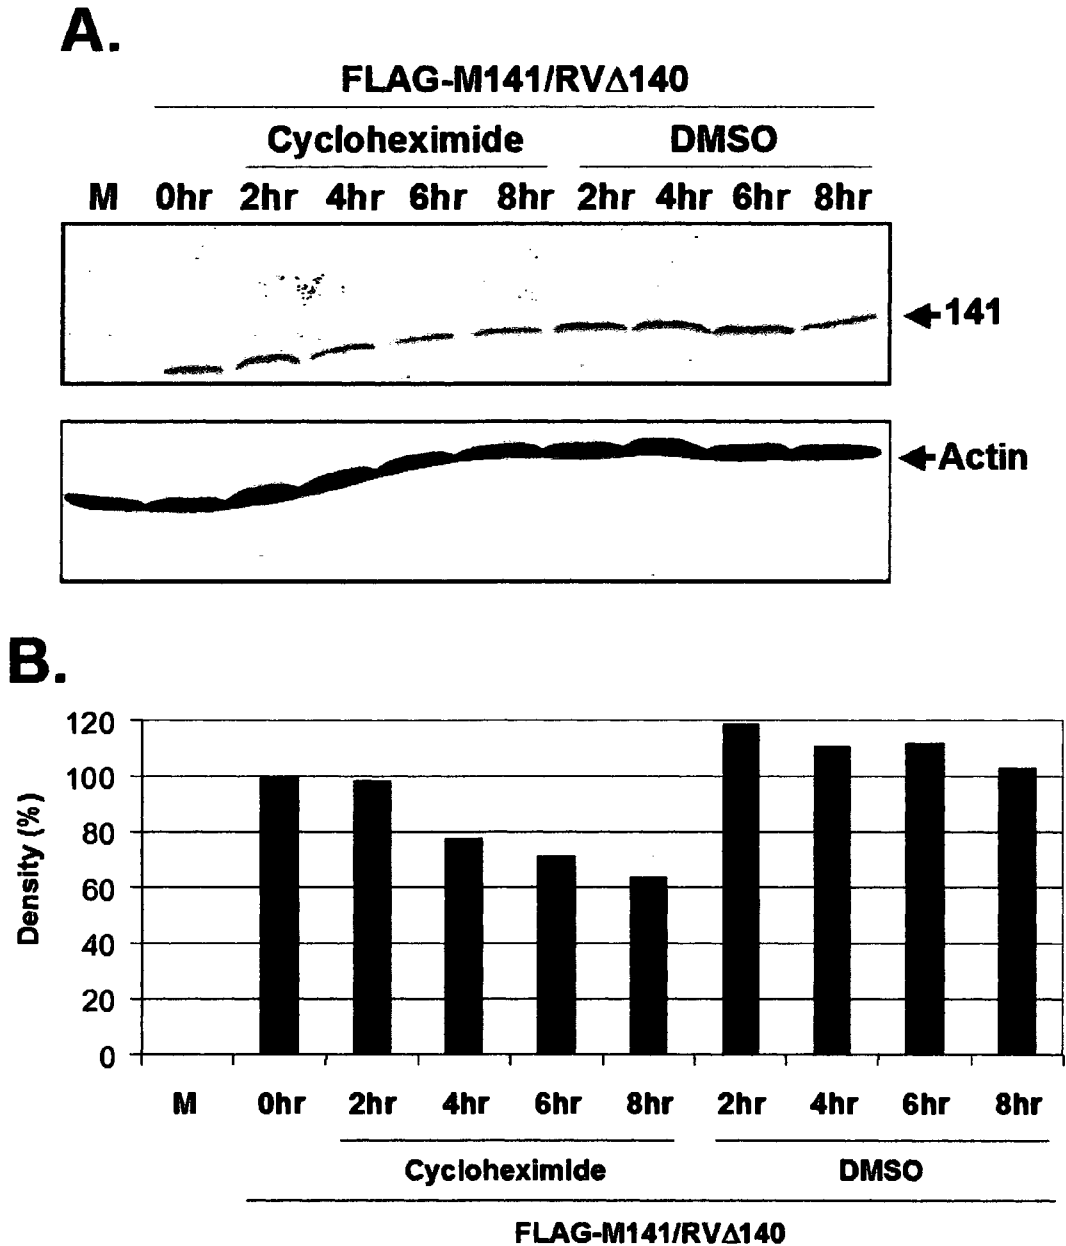 A.
FLAG-M141/RVΔ140
Cycloheximide DMSO
M 0hr 2hr 4hr 6hr 8hr 2hr 4hr 6hr 8hr
141
Actin
B.
120
100
80
60
40
20
0
Density (%)
M 0hr 2hr 4hr 6hr 8hr 2hr 4hr 6hr 8hr
Cycloheximide DMSO
FLAG-M141/RVΔ140